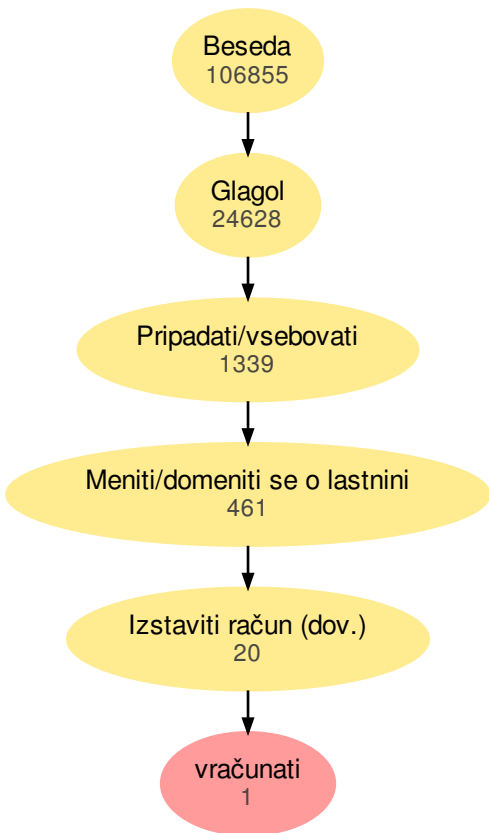 Beseda
106855
Glagol
24628
Pripadati/vsebovati
1339
Meniti/domeniti se o lastnini
461
Izstaviti račun (dov.)
20
vračunati
1